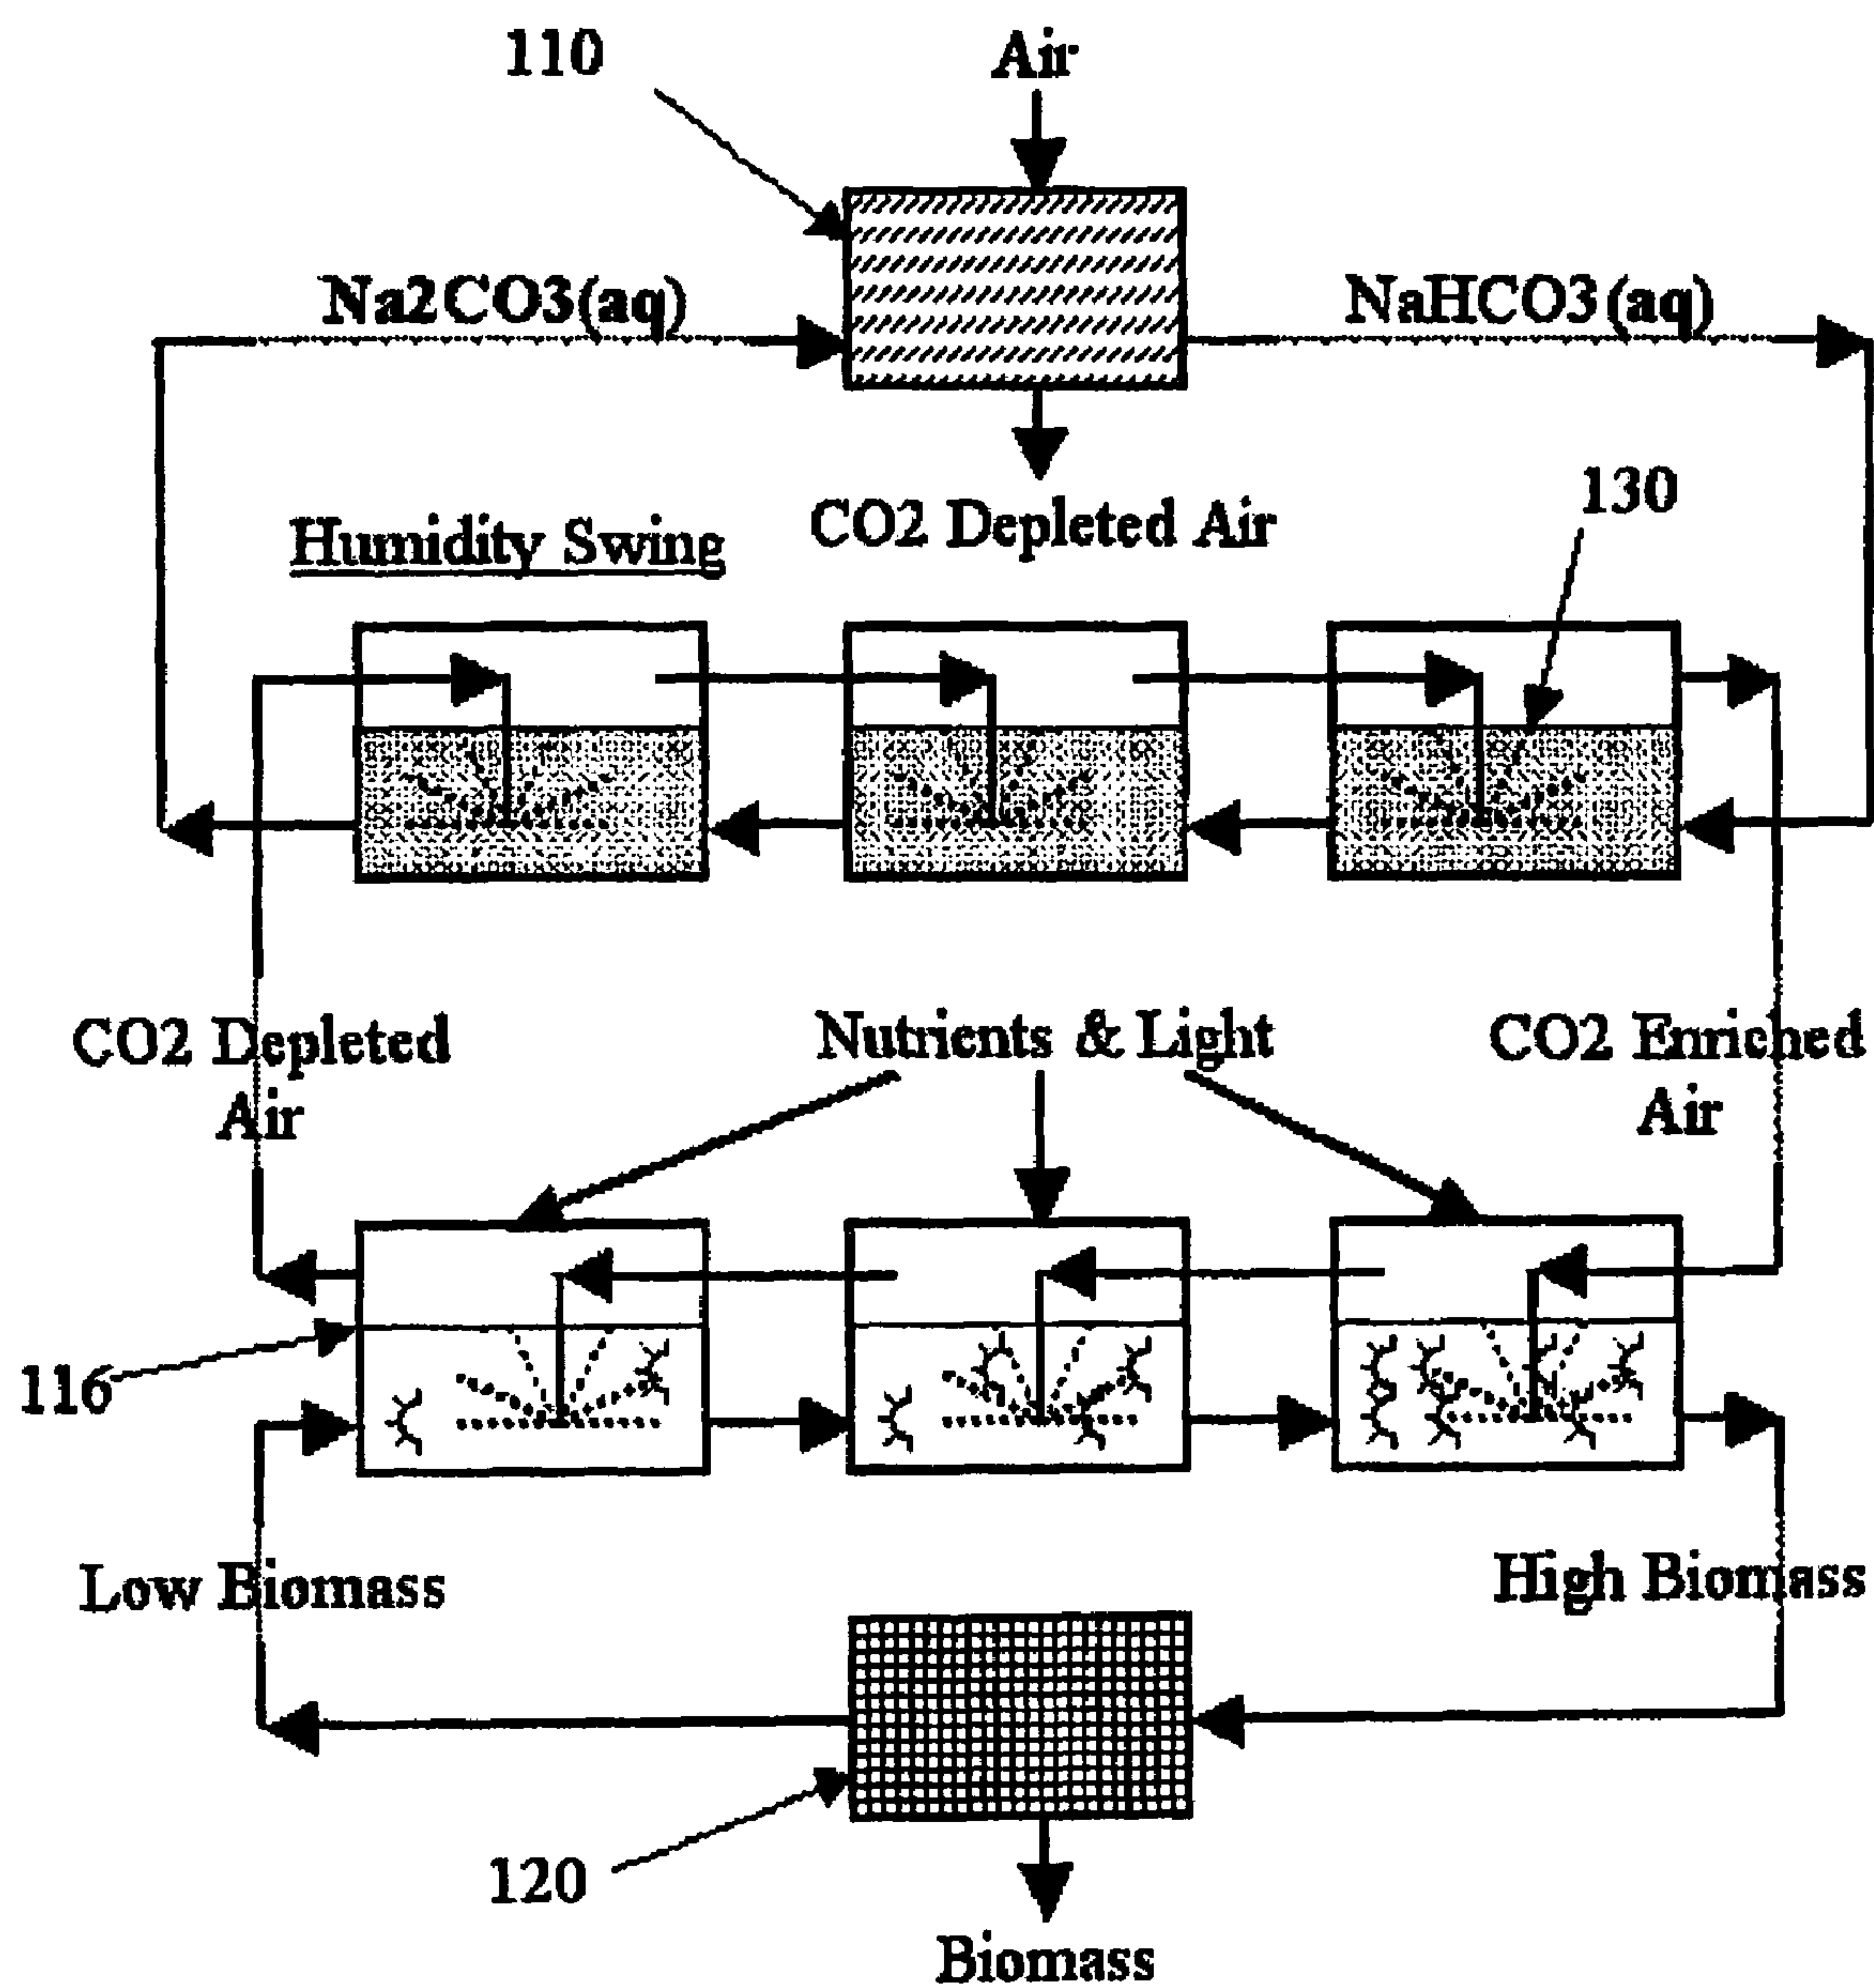 110
Air
Na2CO3(aq)
NaHCO3(aq)
130
CO2 Depleted Air
Humidity Swing
CO2 Depleted
Air
Nutrients & Light
CO2 Enriched
Air
116
Low Biomass
High Biomass
120
Biomass